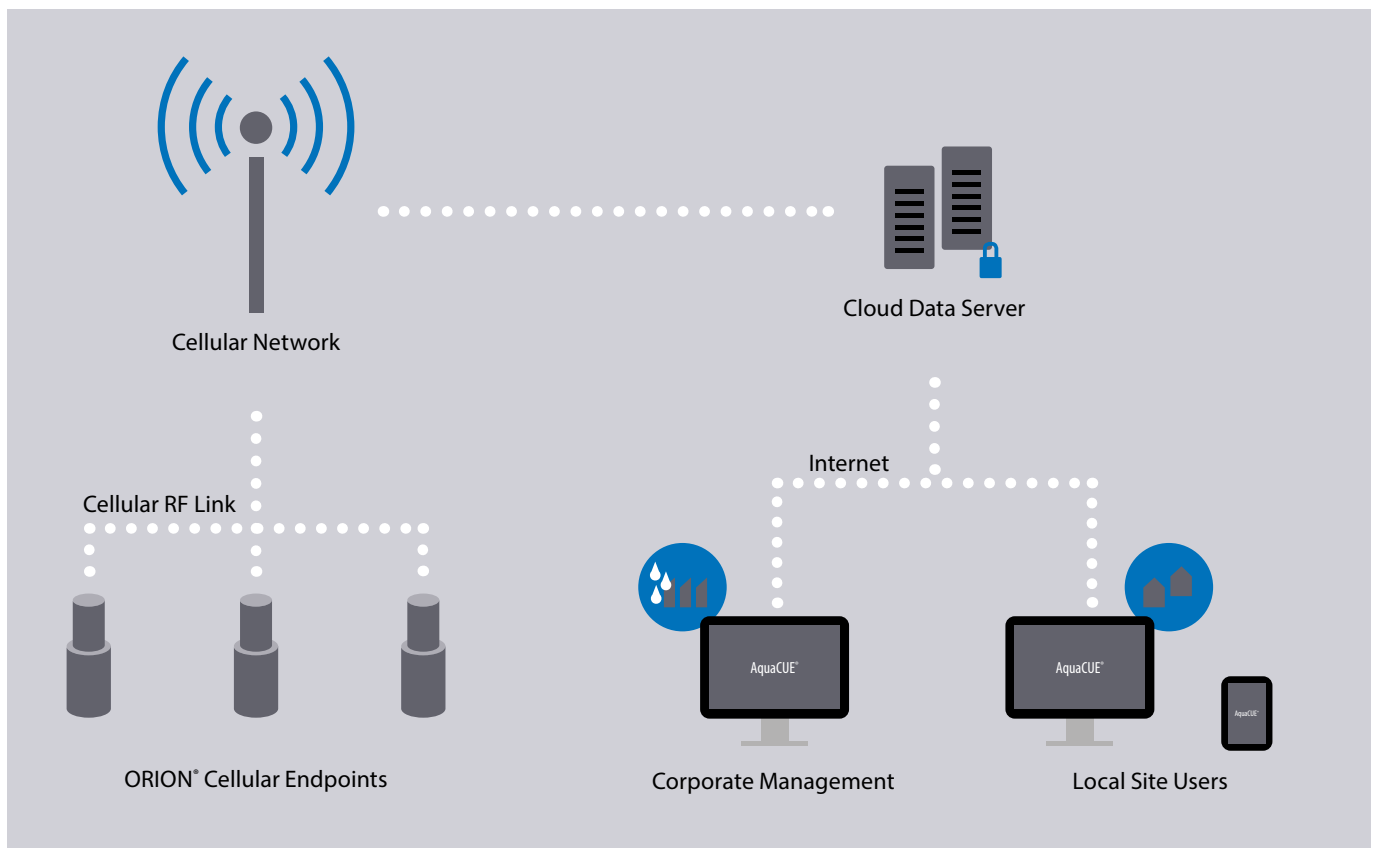 Cellular Network
Cloud Data Server
Cellular RF Link
Internet
AquaCUE®
AquaCUE®
AquaCUE®
ORION® Cellular Endpoints
Corporate Management
Local Site Users